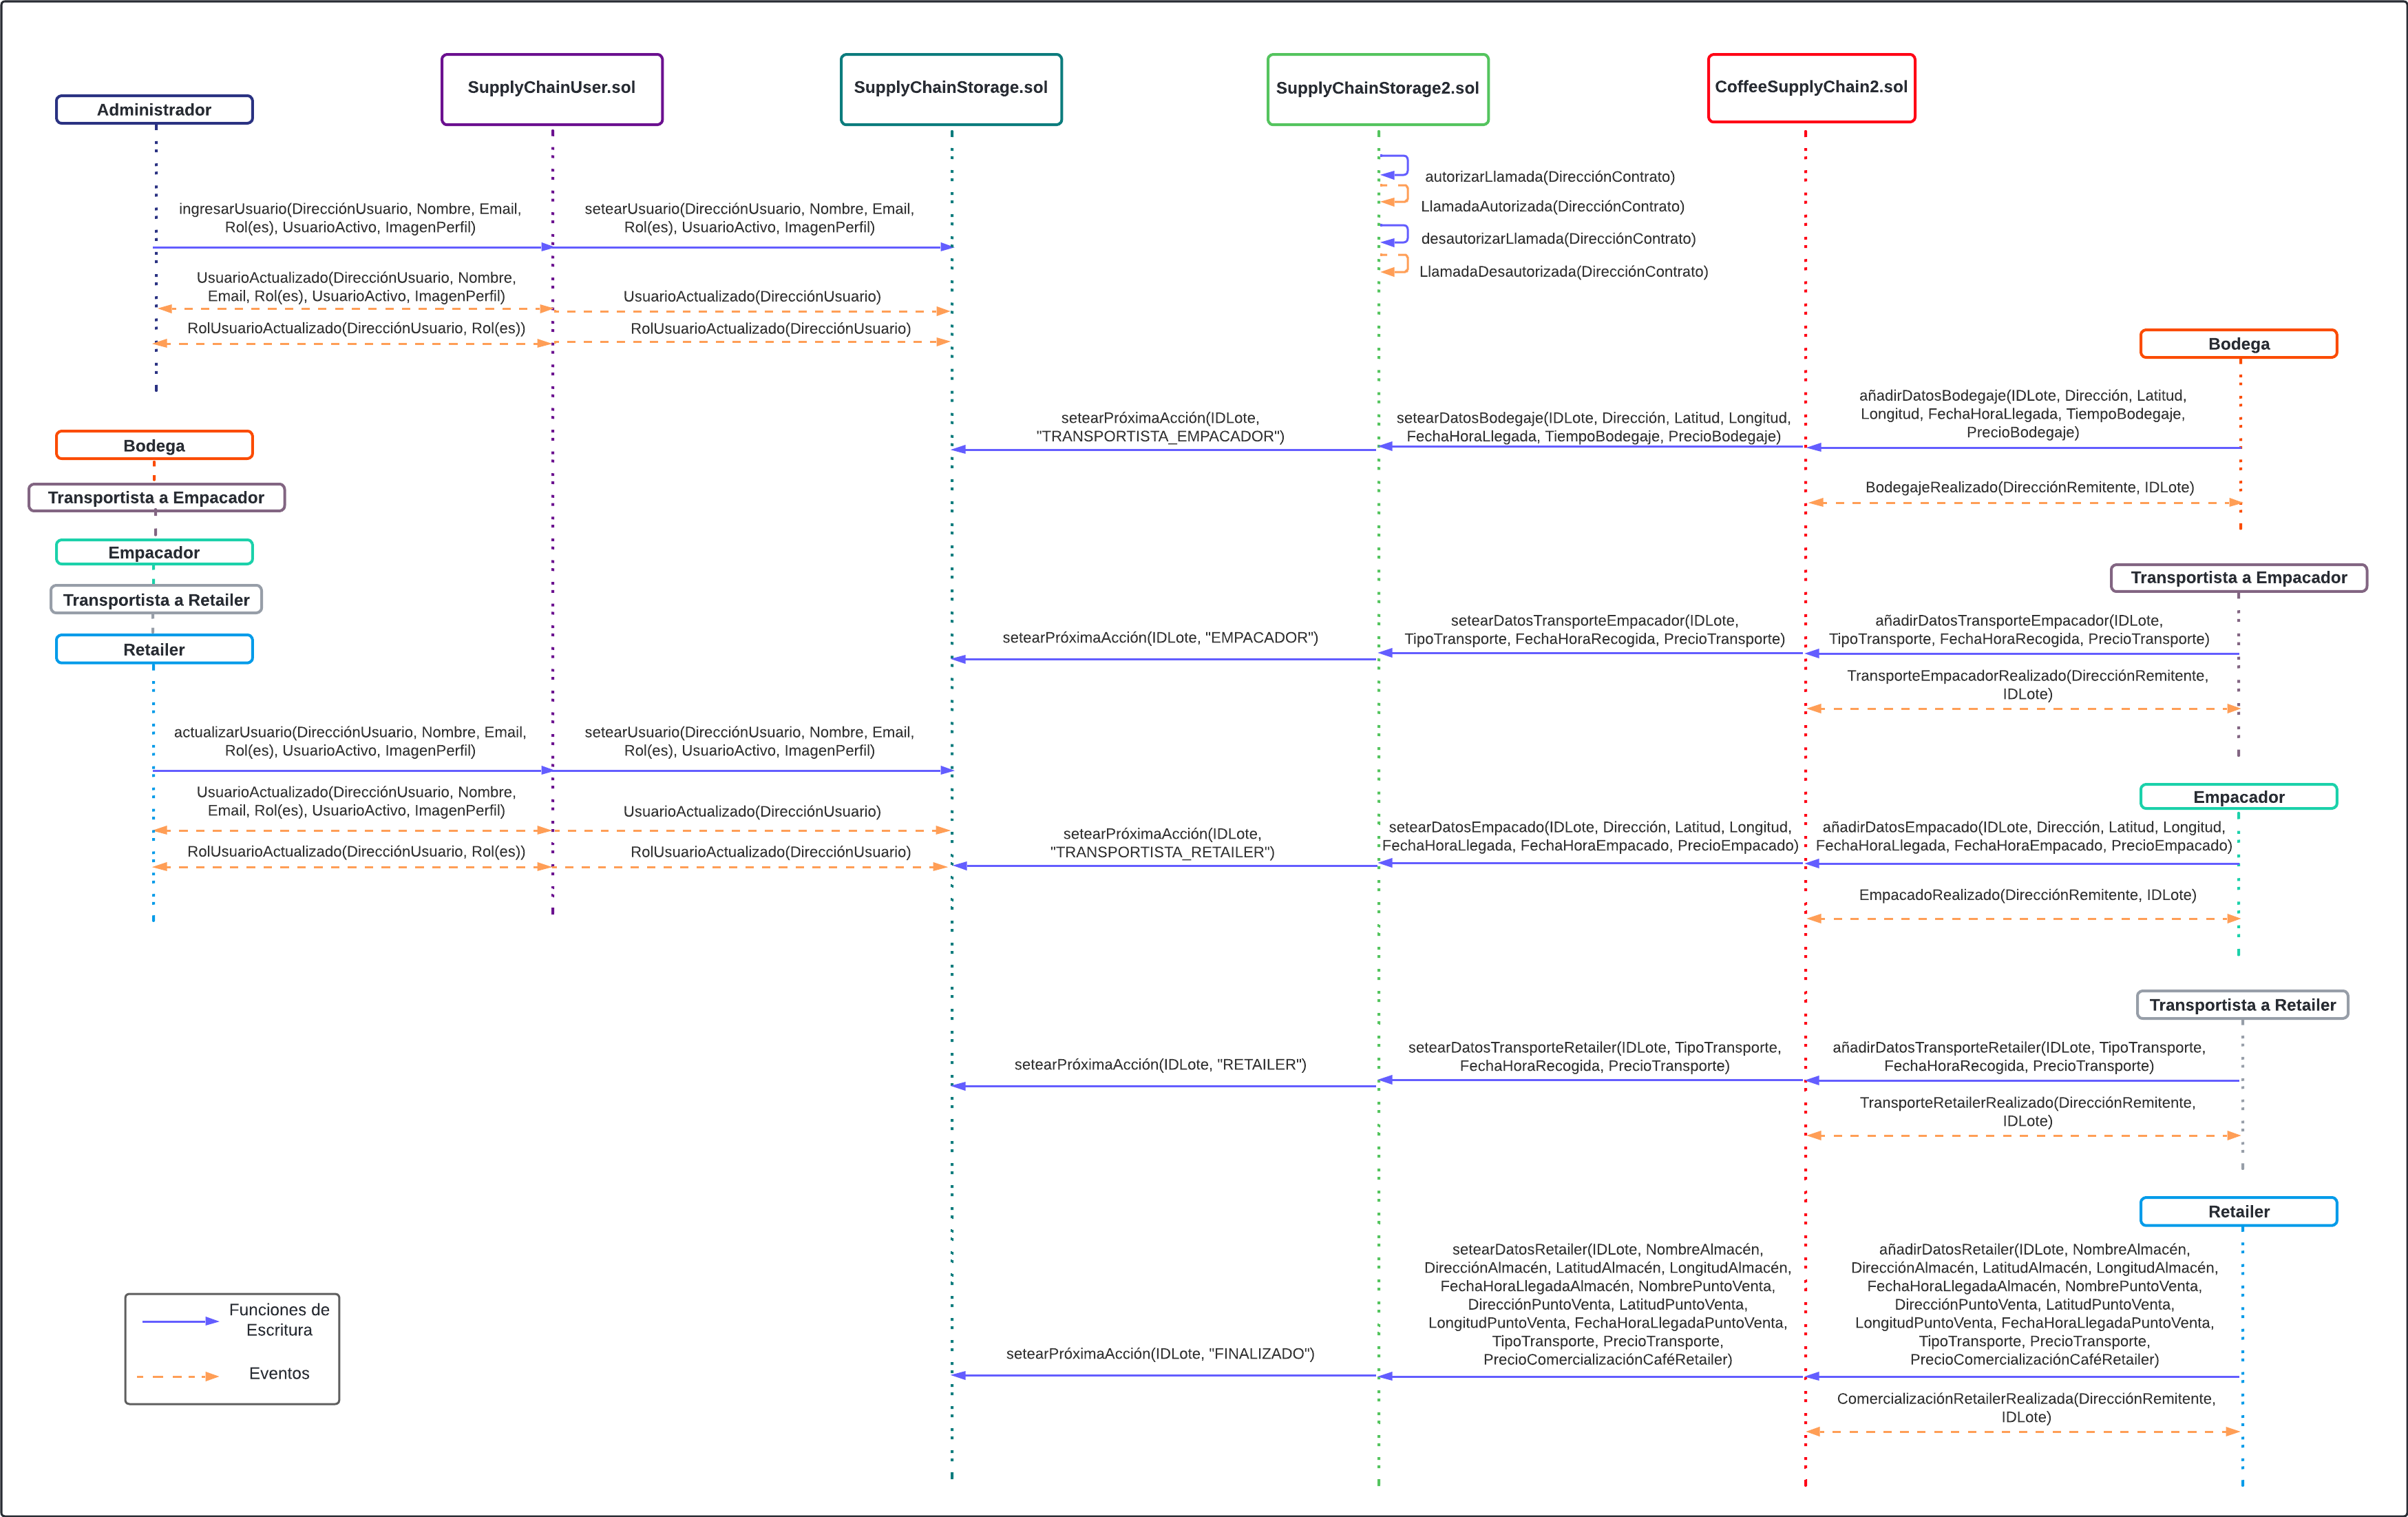 Administrador
SupplyChainUser.sol
SupplyChainStorage.sol
SupplyChainStorage2.sol
CoffeeSupplyChain2.sol
autorizarLlamada(DirecciónContrato)
LlamadaAutorizada(DirecciónContrato)
desautorizarLlamada(DirecciónContrato)
LlamadaDesautorizada(DirecciónContrato)
ingresarUsuario(DirecciónUsuario, Nombre, Email,
Rol(es), UsuarioActivo, ImagenPerfil)
setearUsuario(DirecciónUsuario, Nombre, Email,
Rol(es), UsuarioActivo, ImagenPerfil)
UsuarioActualizado(DirecciónUsuario, Nombre,
Email, Rol(es), UsuarioActivo, ImagenPerfil)
UsuarioActualizado(DirecciónUsuario)
RolUsuarioActualizado(DirecciónUsuario, Rol(es))
RolUsuarioActualizado(DirecciónUsuario)
Bodega
setearPróximaAcción(IDLote,
"TRANSPORTISTA_EMPACADOR")
setearDatosBodegaje(IDLote, Dirección, Latitud, Longitud,
FechaHoraLlegada, TiempoBodegaje, PrecioBodegaje)
añadirDatosBodegaje(IDLote, Dirección, Latitud,
Longitud, FechaHoraLlegada, TiempoBodegaje,
PrecioBodegaje)
BodegajeRealizado(DirecciónRemitente, IDLote)
Bodega
Transportista a Empacador
Empacador
Transportista a Retailer
Retailer
Transportista a Empacador
setearPróximaAcción(IDLote, "EMPACADOR")
setearDatosTransporteEmpacador(IDLote,
TipoTransporte, FechaHoraRecogida, PrecioTransporte)
añadirDatosTransporteEmpacador(IDLote,
TipoTransporte, FechaHoraRecogida, PrecioTransporte)
TransporteEmpacadorRealizado(DirecciónRemitente,
IDLote)
actualizarUsuario(DirecciónUsuario, Nombre, Email,
Rol(es), UsuarioActivo, ImagenPerfil)
setearUsuario(DirecciónUsuario, Nombre, Email,
Rol(es), UsuarioActivo, ImagenPerfil)
UsuarioActualizado(DirecciónUsuario, Nombre,
Email, Rol(es), UsuarioActivo, ImagenPerfil)
UsuarioActualizado(DirecciónUsuario)
RolUsuarioActualizado(DirecciónUsuario, Rol(es))
RolUsuarioActualizado(DirecciónUsuario)
Empacador
setearPróximaAcción(IDLote,
"TRANSPORTISTA_RETAILER")
setearDatosEmpacado(IDLote, Dirección, Latitud, Longitud,
FechaHoraLlegada, FechaHoraEmpacado, PrecioEmpacado)
añadirDatosEmpacado(IDLote, Dirección, Latitud, Longitud,
FechaHoraLlegada, FechaHoraEmpacado, PrecioEmpacado)
EmpacadoRealizado(DirecciónRemitente, IDLote)
Transportista a Retailer
setearPróximaAcción(IDLote, "RETAILER")
setearDatosTransporteRetailer(IDLote, TipoTransporte,
FechaHoraRecogida, PrecioTransporte)
añadirDatosTransporteRetailer(IDLote, TipoTransporte,
FechaHoraRecogida, PrecioTransporte)
TransporteRetailerRealizado(DirecciónRemitente,
IDLote)
Retailer
setearPróximaAcción(IDLote, "FINALIZADO")
setearDatosRetailer(IDLote, NombreAlmacén,
DirecciónAlmacén, LatitudAlmacén, LongitudAlmacén,
FechaHoraLlegadaAlmacén, NombrePuntoVenta,
DirecciónPuntoVenta, LatitudPuntoVenta,
LongitudPuntoVenta, FechaHoraLlegadaPuntoVenta,
TipoTransporte, PrecioTransporte,
PrecioComercializaciónCaféRetailer)
añadirDatosRetailer(IDLote, NombreAlmacén,
DirecciónAlmacén, LatitudAlmacén, LongitudAlmacén,
FechaHoraLlegadaAlmacén, NombrePuntoVenta,
DirecciónPuntoVenta, LatitudPuntoVenta,
LongitudPuntoVenta, FechaHoraLlegadaPuntoVenta,
TipoTransporte, PrecioTransporte,
PrecioComercializaciónCaféRetailer)
ComercializaciónRetailerRealizada(DirecciónRemitente,
IDLote)
Funciones de
Escritura
Eventos